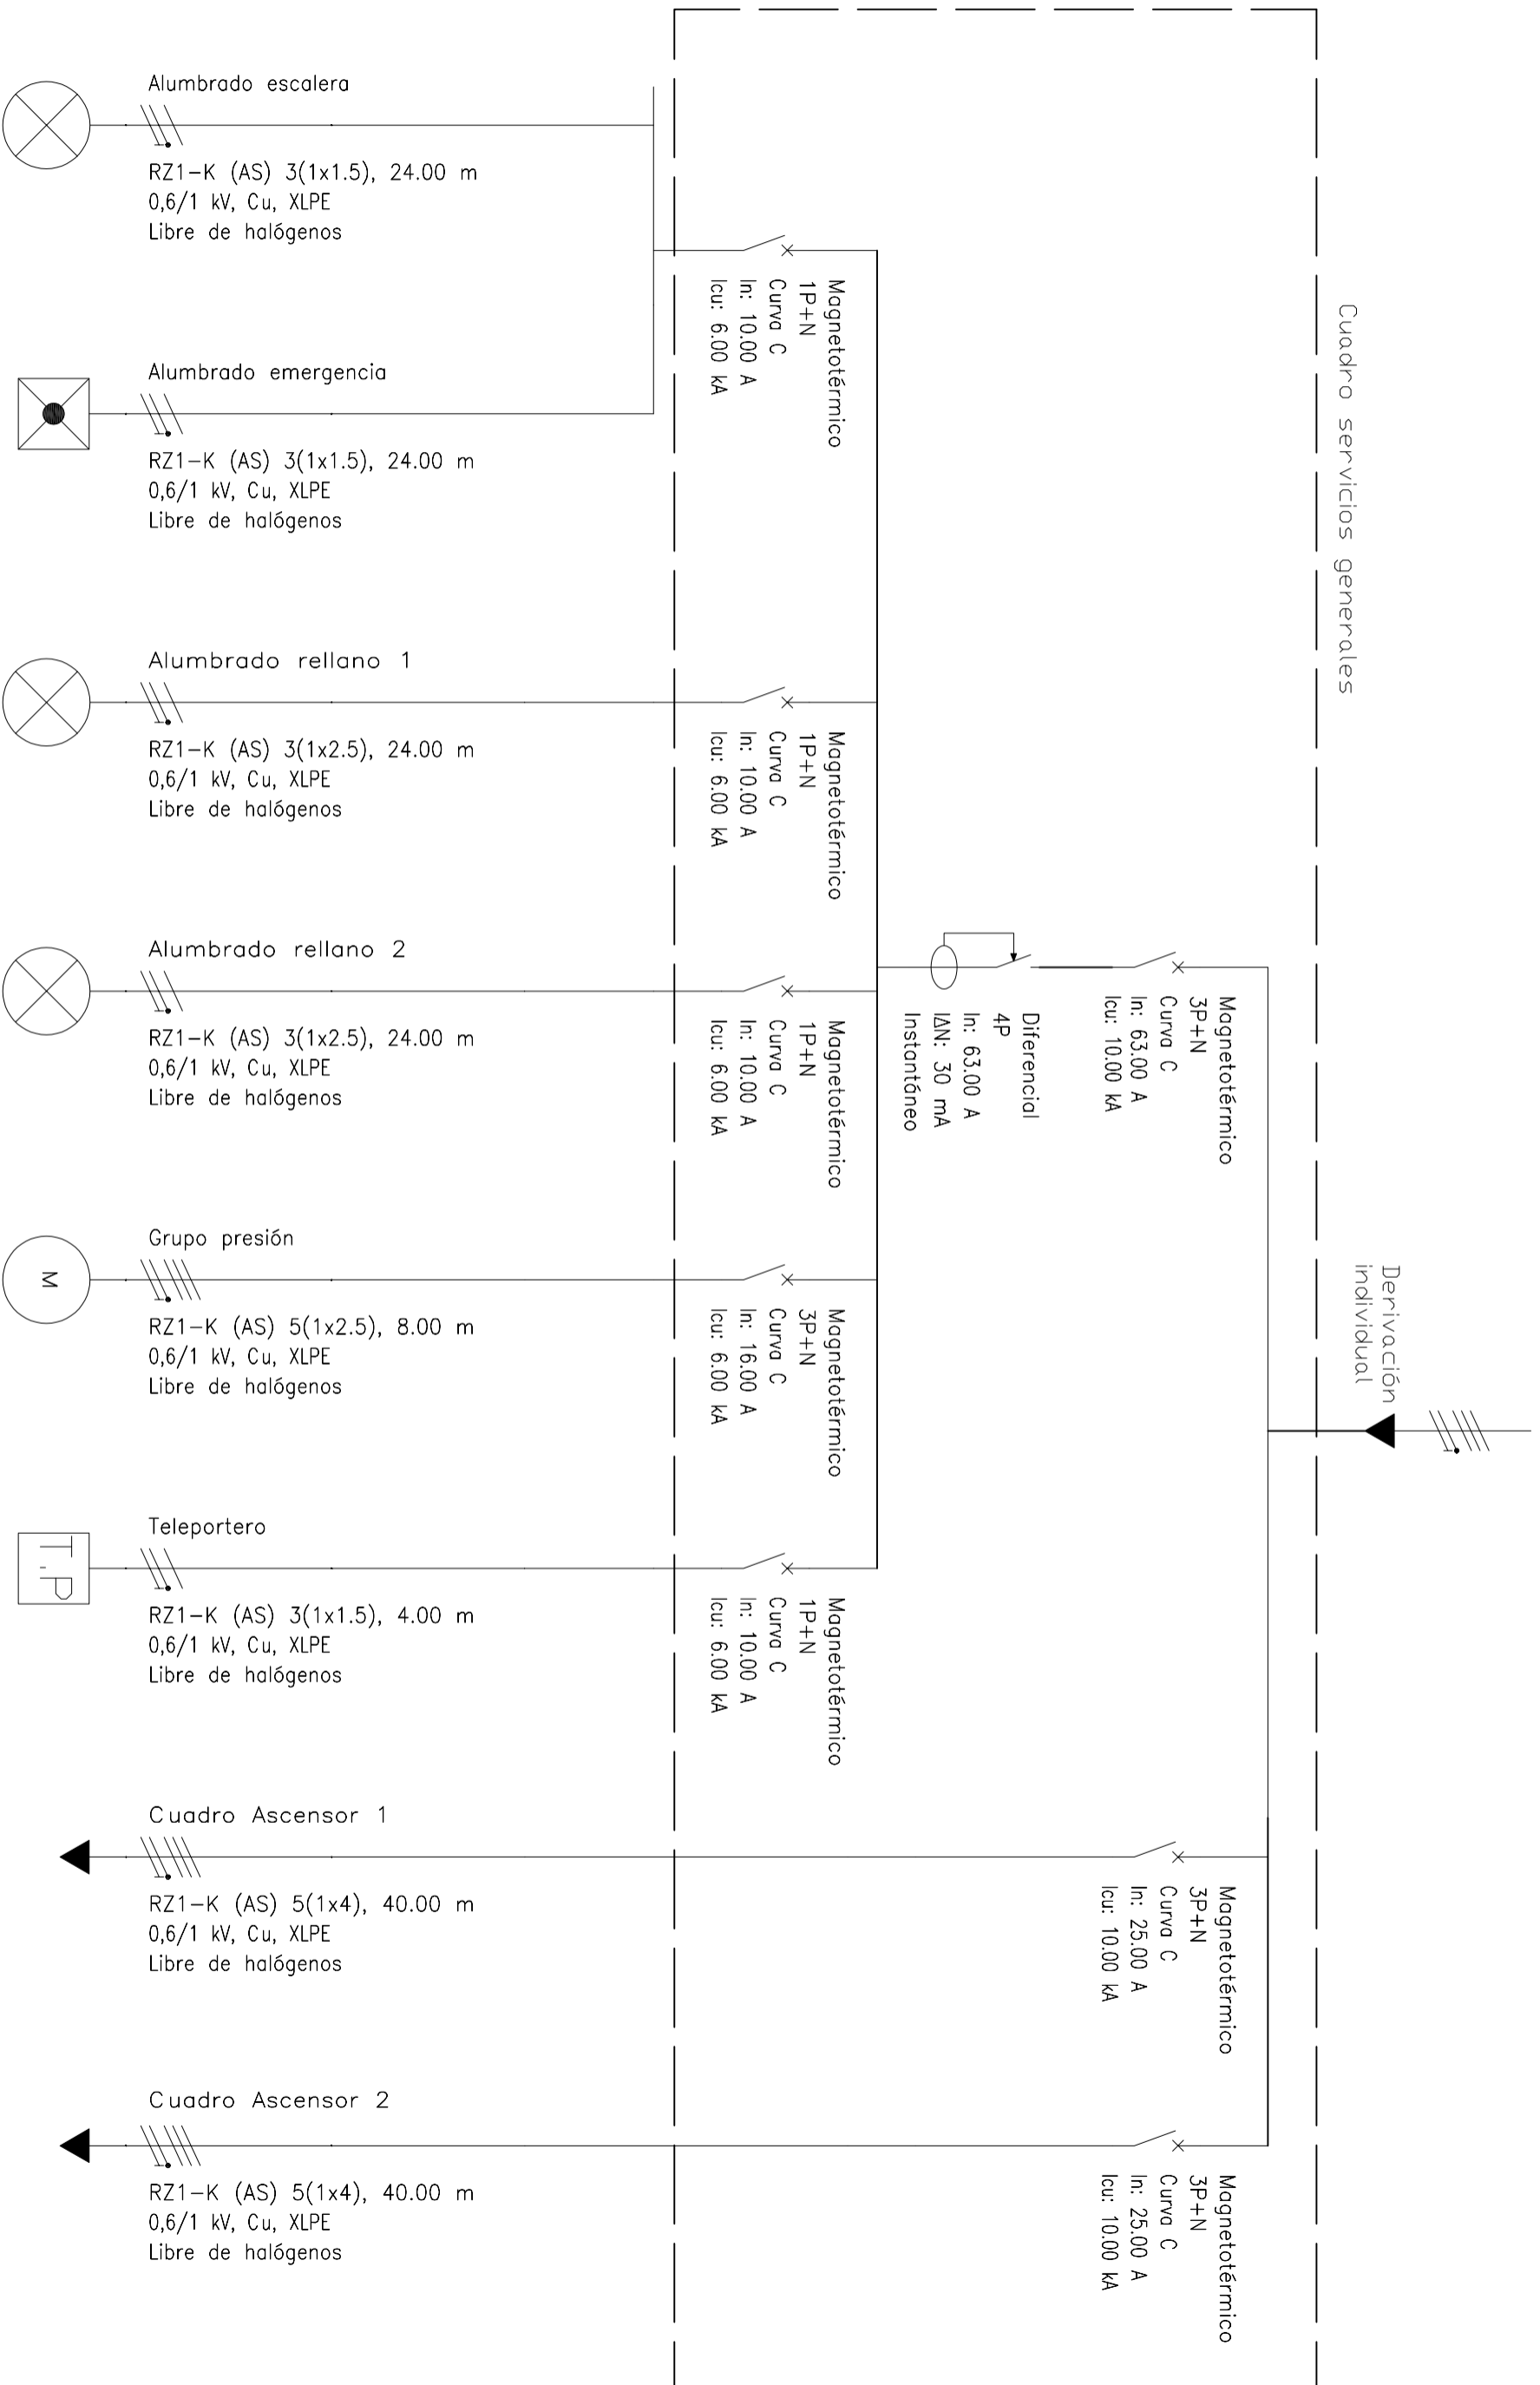 Cuadro servicios generales
Derivación
individual
Magnetotérmico
3P+N
Curva C
In: 63.00 A
Icu: 10.00 kA
Diferencial
4P
In: 63.00 A
IΔN: 30 mA
Instantáneo
Magnetotérmico
1P+N
Curva C
In: 10.00 A
Icu: 6.00 kA
Alumbrado escalera
RZ1-K (AS) 3(1x1.5), 24.00 m
0,6/1 kV, Cu, XLPE
Libre de halógenos
Alumbrado emergencia
RZ1-K (AS) 3(1x1.5), 24.00 m
0,6/1 kV, Cu, XLPE
Libre de halógenos
Magnetotérmico
1P+N
Curva C
In: 10.00 A
Icu: 6.00 kA
Alumbrado rellano 1
RZ1-K (AS) 3(1x2.5), 24.00 m
0,6/1 kV, Cu, XLPE
Libre de halógenos
Magnetotérmico
1P+N
Curva C
In: 10.00 A
Icu: 6.00 kA
Alumbrado rellano 2
RZ1-K (AS) 3(1x2.5), 24.00 m
0,6/1 kV, Cu, XLPE
Libre de halógenos
Magnetotérmico
3P+N
Curva C
In: 16.00 A
Icu: 6.00 kA
Grupo presión
M
RZ1-K (AS) 5(1x2.5), 8.00 m
0,6/1 kV, Cu, XLPE
Libre de halógenos
Magnetotérmico
1P+N
Curva C
In: 10.00 A
Icu: 6.00 kA
Teleportero
T.P
RZ1-K (AS) 3(1x1.5), 4.00 m
0,6/1 kV, Cu, XLPE
Libre de halógenos
Magnetotérmico
3P+N
Curva C
In: 25.00 A
Icu: 10.00 kA
Cuadro Ascensor 1
RZ1-K (AS) 5(1x4), 40.00 m
0,6/1 kV, Cu, XLPE
Libre de halógenos
Magnetotérmico
3P+N
Curva C
In: 25.00 A
Icu: 10.00 kA
Cuadro Ascensor 2
RZ1-K (AS) 5(1x4), 40.00 m
0,6/1 kV, Cu, XLPE
Libre de halógenos